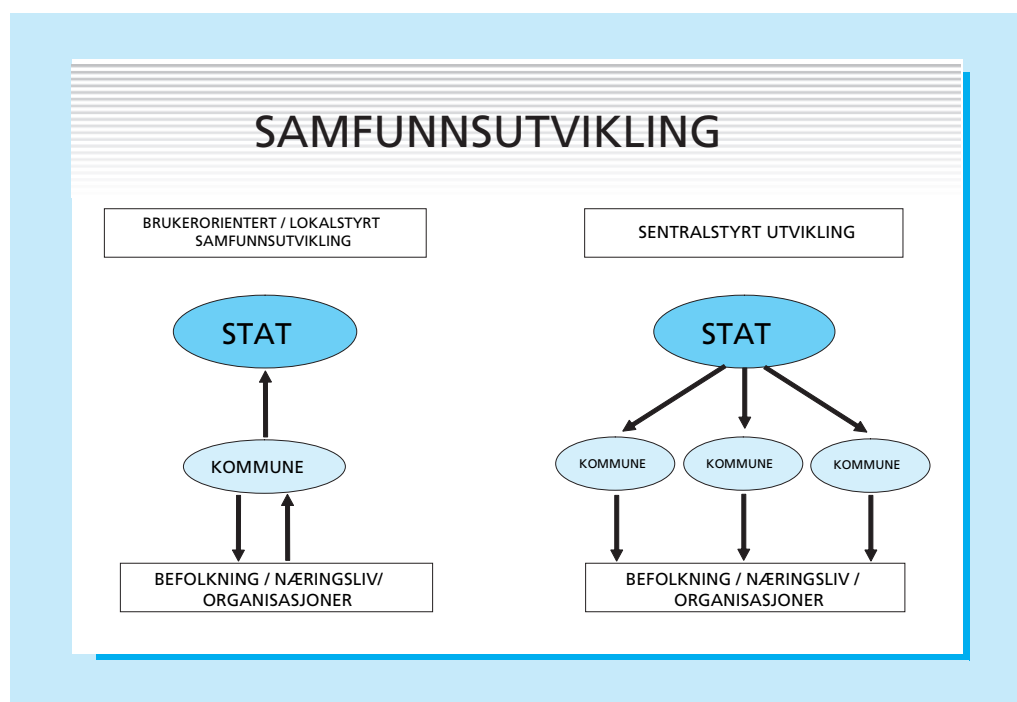 SAMFUNNSUTVIKLING
BRUKERORIENTERT / LOKALSTYRT
SAMFUNNSUTVIKLING
STAT
KOMMUNE
BEFOLKNING / NÆRINGSLIV/
ORGANISASJONER
SENTRALSTYRT UTVIKLING
STAT
KOMMUNE
KOMMUNE
KOMMUNE
BEFOLKNING / NÆRINGSLIV /
ORGANISASJONER